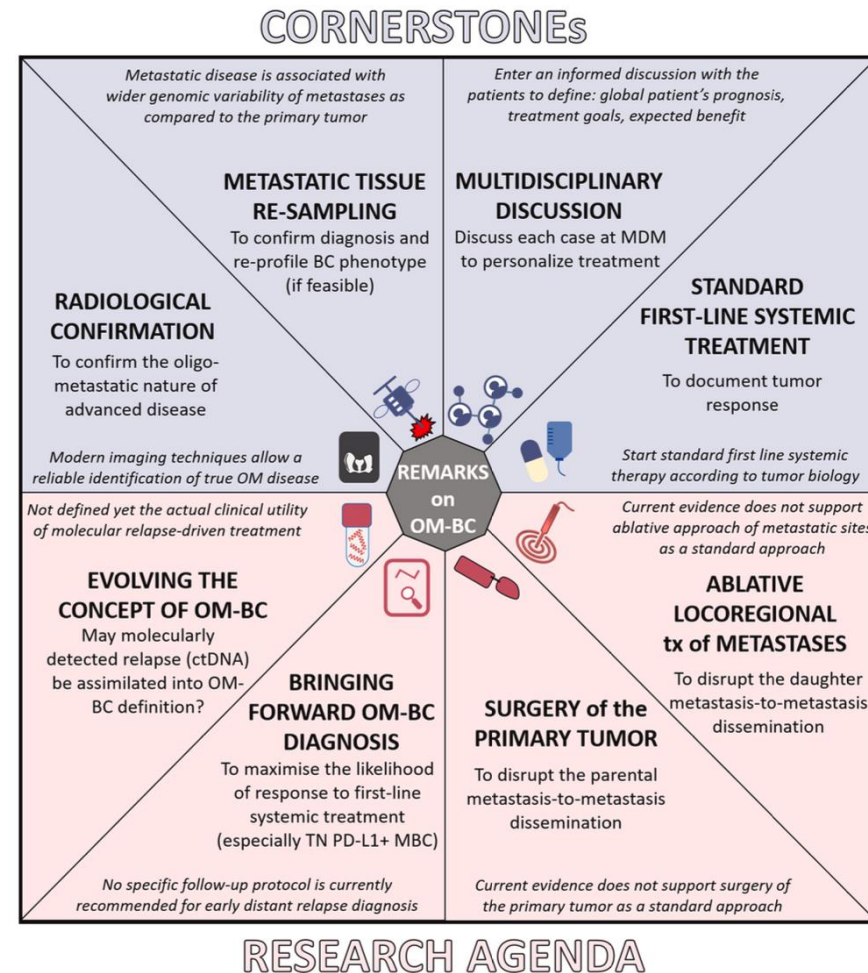 CORNERSTONEs
Metastatic disease is associated with
wider genomic variability of metastases as
compared to the primary tumor
METASTATIC TISSUE
RE-SAMPLING
To confirm diagnosis and
re-profile BC phenotype
(if feasible)
Enter an informed discussion with the
patients to define: global patient's prognosis,
treatment goals, expected benefit
MULTIDISCIPLINARY
DISCUSSION
Discuss each case at MDM
to personalize treatment
RADIOLOGICAL
CONFIRMATION
To confirm the oligo-
metastatic nature of
advanced disease
Modern imaging techniques allow a
reliable identification of true OM disease
STANDARD
FIRST-LINE SYSTEMIC
TREATMENT
To document tumor
response
Start standard first line systemic
therapy according to tumor biology
REMARKS
on
OM-BC
Not defined yet the actual clinical utility
of molecular relapse-driven treatment
EVOLVING THE
CONCEPT OF OM-BC
May molecularly
detected relapse (ctDNA)
be assimilated into OM-
BC definition?
Current evidence does not support
ablative approach of metastatic sites
as a standard approach
ABLATIVE
LOCOREGIONAL
tx of METASTASES
To disrupt the daughter
metastasis-to-metastasis
dissemination
BRINGING
FORWARD OM-BC
DIAGNOSIS
To maximise the likelihood
of response to first-line
systemic treatment
(especially TN PD-L1+ MBC)
No specific follow-up protocol is currently
recommended for early distant relapse diagnosis
SURGERY of the
PRIMARY TUMOR
To disrupt the parental
metastasis-to-metastasis
dissemination
Current evidence does not support surgery of
the primary tumor as a standard approach
RESEARCH AGENDA